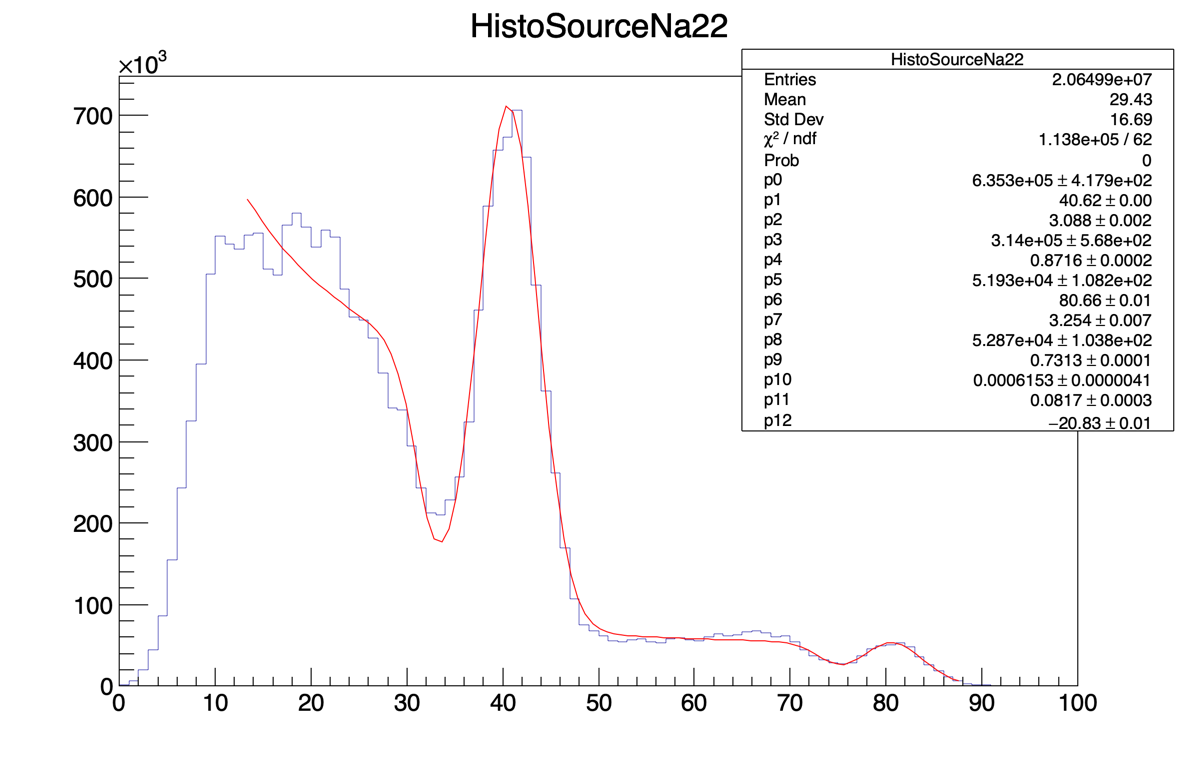 HistoSourceNa22
×10³
HistoSourceNa22
Entries 2.06499e+07
Mean 29.43
Std Dev 16.69
χ² / ndf 1.138e+05 / 62
Prob 0
p0 6.353e+05 ± 4.179e+02
p1 40.62 ± 0.00
p2 3.088 ± 0.002
p3 3.14e+05 ± 5.68e+02
p4 0.8716 ± 0.0002
p5 5.193e+04 ± 1.082e+02
p6 80.66 ± 0.01
p7 3.254 ± 0.007
p8 5.287e+04 ± 1.038e+02
p9 0.7313 ± 0.0001
p10 0.0006153 ± 0.0000041
p11 0.0817 ± 0.0003
p12 −20.83 ± 0.01
700
600
500
400
300
200
100
0
0 10 20 30 40 50 60 70 80 90 100